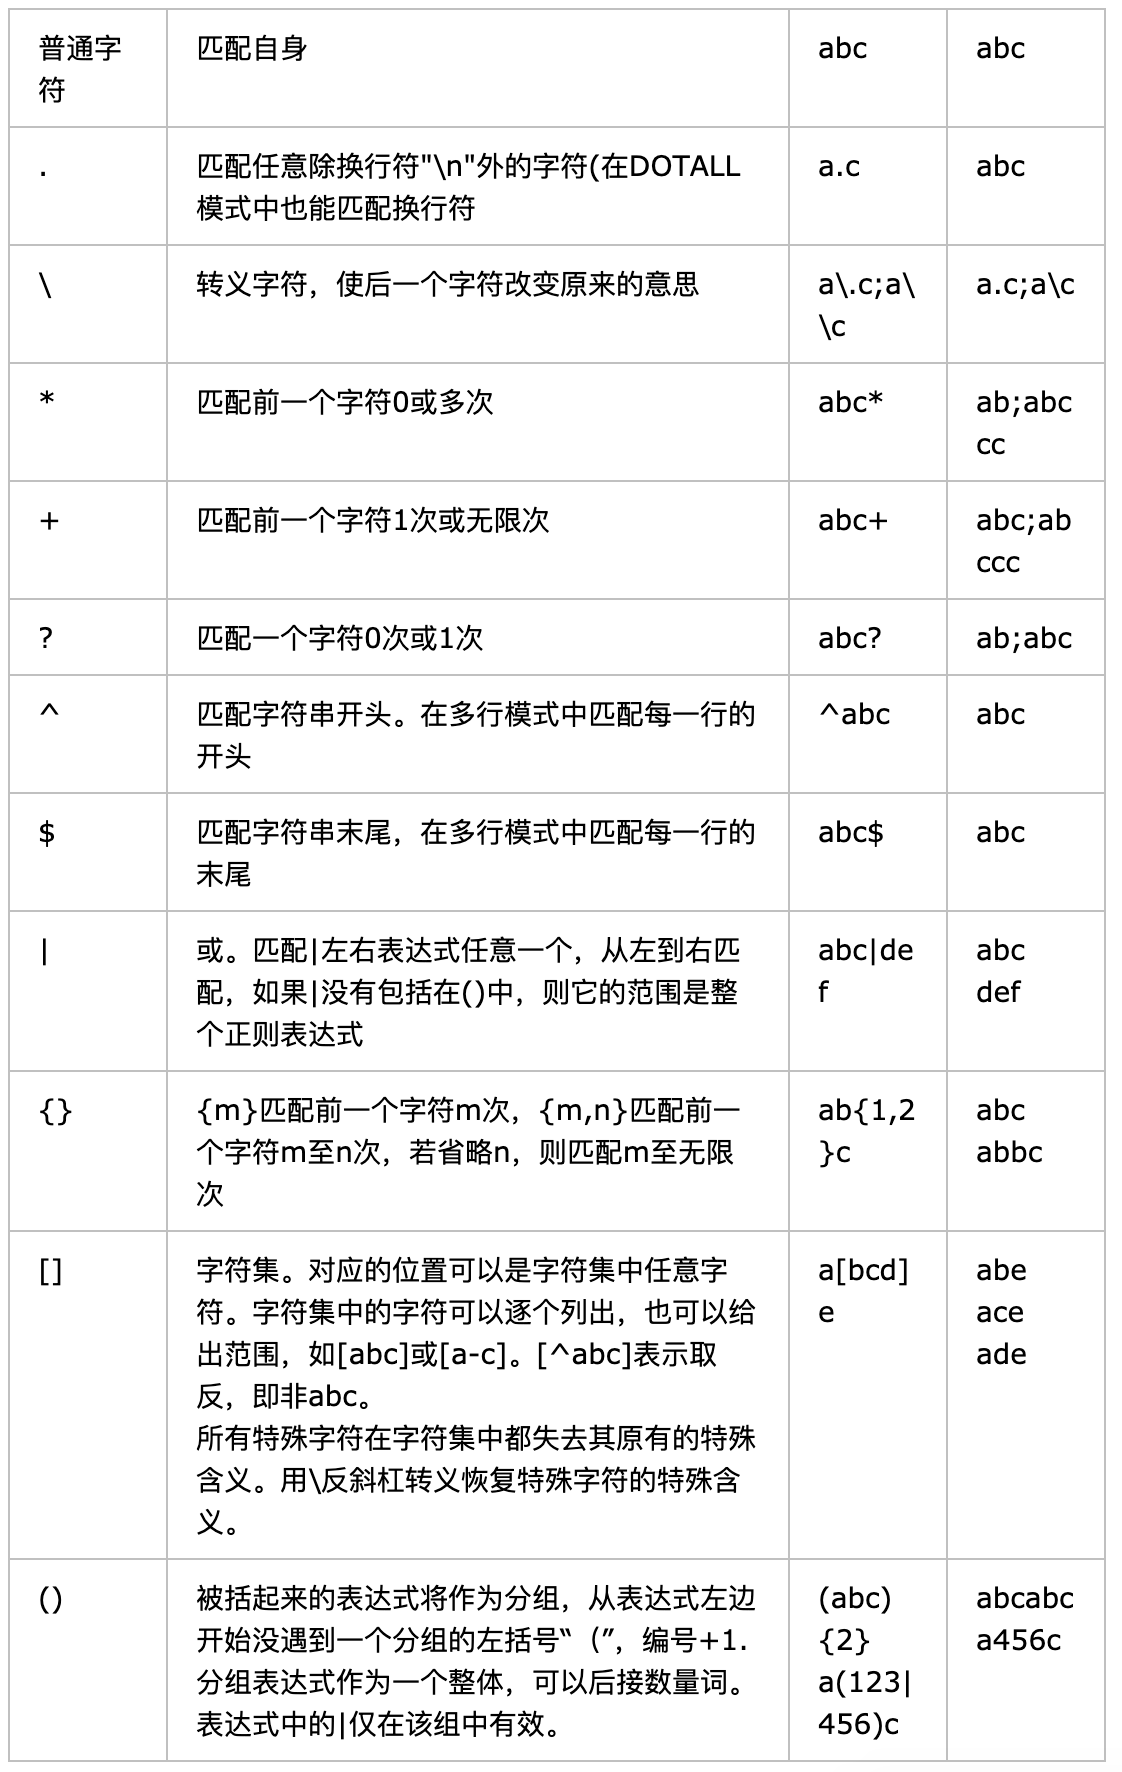 普通字 匹配自身 abc abc
符
. 匹配任意除换行符"\n"外的字符(在DOTALL a.c abc
模式中也能匹配换行符
\ 转义字符，使后一个字符改变原来的意思 a\.c;a\ a.c;a\c
\c
* 匹配前一个字符0或多次 abc* ab;abc
cc
+ 匹配前一个字符1次或无限次 abc+ abc;ab
ccc
? 匹配一个字符0次或1次 abc? ab;abc
^ 匹配字符串开头。在多行模式中匹配每一行的 ^abc abc
开头
$ 匹配字符串末尾，在多行模式中匹配每一行的 abc$ abc
末尾
| 或。匹配|左右表达式任意一个，从左到右匹 abc|de abc
配，如果|没有包括在()中，则它的范围是整 f def
个正则表达式
{} {m}匹配前一个字符m次，{m,n}匹配前一 ab{1,2 abc
个字符m至n次，若省略n，则匹配m至无限 }c abbc
次
[] 字符集。对应的位置可以是字符集中任意字 a[bcd] abe
符。字符集中的字符可以逐个列出，也可以给 e ace
出范围，如[abc]或[a-c]。[^abc]表示取 ade
反，即非abc。
所有特殊字符在字符集中都失去其原有的特殊
含义。用\反斜杠转义恢复特殊字符的特殊含
义。
() 被括起来的表达式将作为分组，从表达式左边 (abc) abcabc
开始没遇到一个分组的左括号“（”，编号+1. {2} a456c
分组表达式作为一个整体，可以后接数量词。 a(123|
表达式中的|仅在该组中有效。 456)c